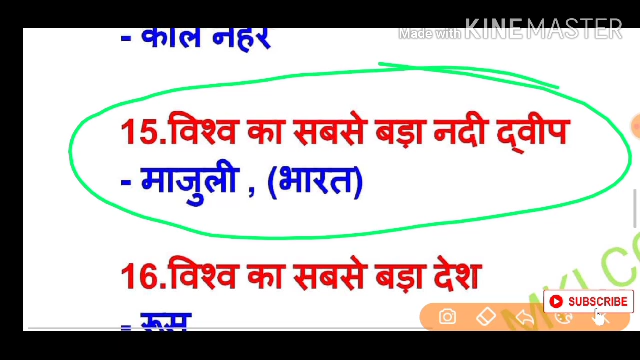 - कील नहर
Made with KINEMASTER
15.विश्व का सबसे बड़ा नदी द्वीप
- माजुली , (भारत)
16.विश्व का सबसे बड़ा देश
SUBSCRIBE
- रूस